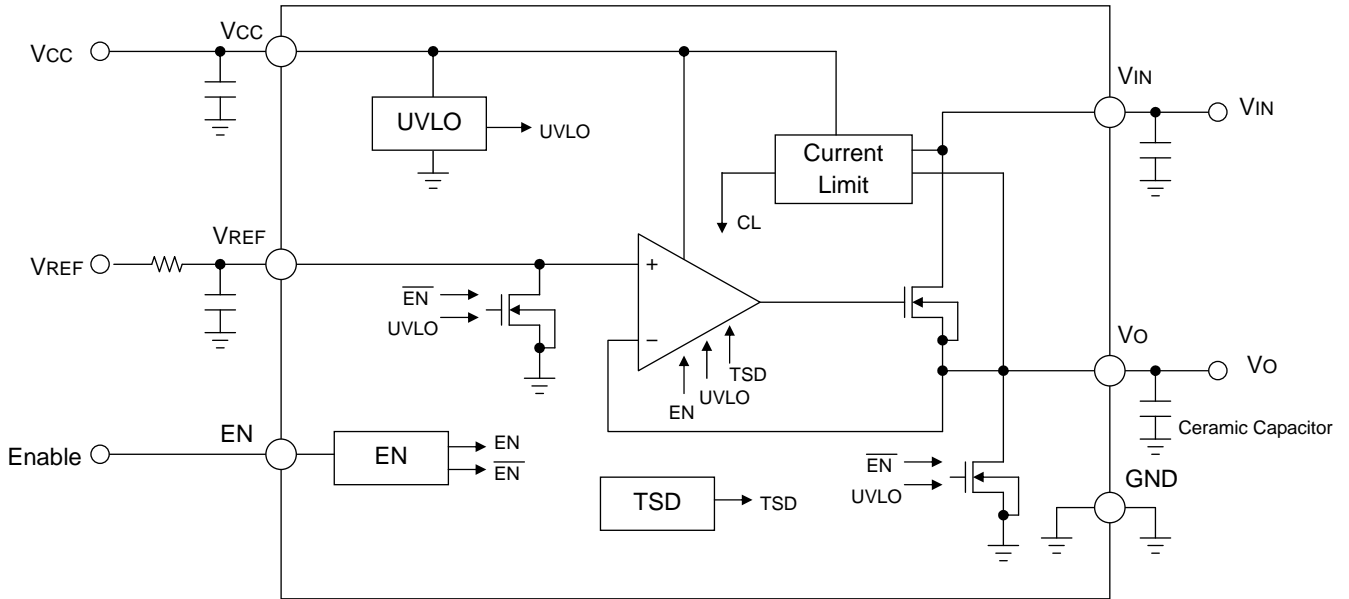 VCC
VCC
VIN
VIN
UVLO
UVLO
Current
Limit
CL
VREF
VREF
+
EN
UVLO
−
TSD
UVLO
EN
VO
VO
Ceramic Capacitor
Enable
EN
EN
EN
EN
EN
UVLO
GND
TSD
TSD